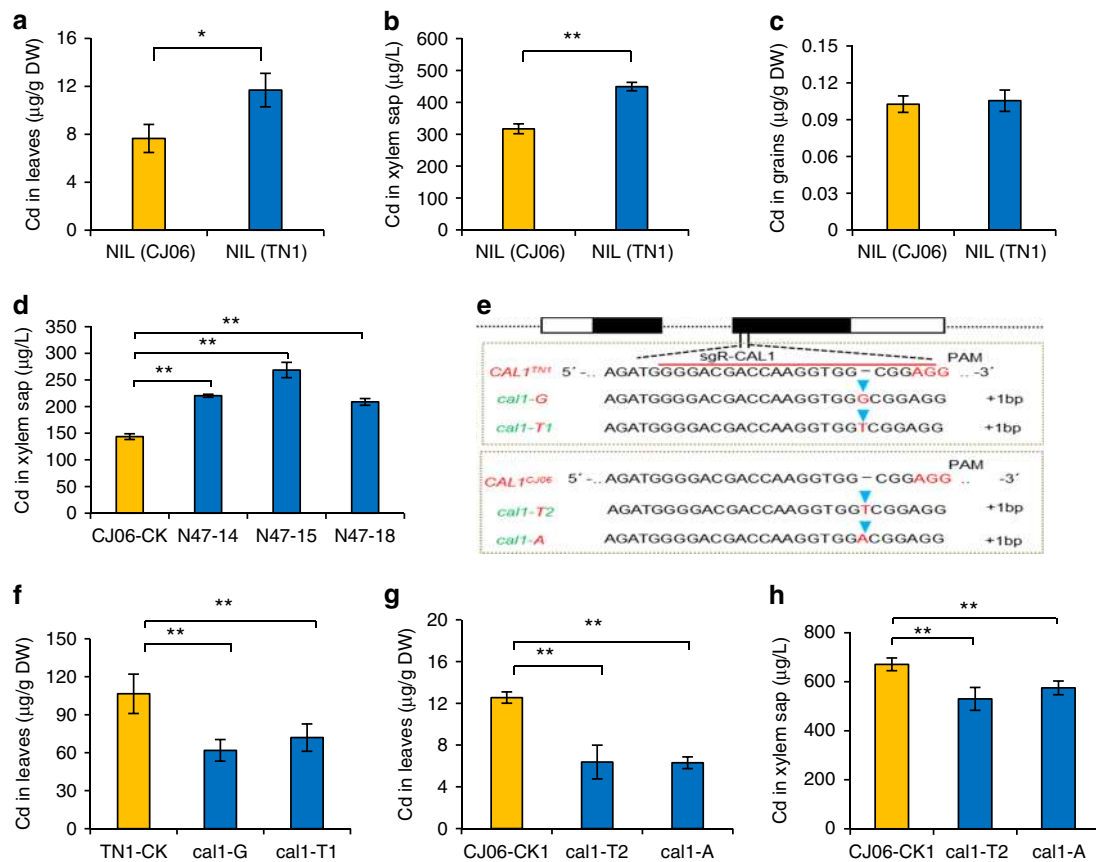 a
Cd in leaves (μg/g DW)
16
12
8
4
0
*
NIL (CJ06)
NIL (TN1)
b
Cd in xylem sap (μg/L)
600
500
400
300
200
100
0
**
NIL (CJ06)
NIL (TN1)
c
Cd in grains (μg/g DW)
0.15
0.12
0.09
0.06
0.03
0
NIL (CJ06)
NIL (TN1)
d
Cd in xylem sap (μg/L)
350
300
250
200
150
100
50
0
**
**
**
CJ06-CK
N47-14
N47-15
N47-18
e
sgR-CAL1
PAM
CAL1TN1 5´ -.. AGATGGGGACGACCAAGGTGG–CGGAGG .. -3´
cal1-G AGATGGGGACGACCAAGGTGGGCGGAGG +1bp
cal1-T1 AGATGGGGACGACCAAGGTGGTCGGAGG +1bp
PAM
CAL1CJ06 5´ -.. AGATGGGGACGACCAAGGTGG–CGGAGG .. -3´
cal1-T2 AGATGGGGACGACCAAGGTGGTCGGAGG +1bp
cal1-A AGATGGGGACGACCAAGGTGGACGGAGG +1bp
f
Cd in leaves (μg/g DW)
150
120
90
60
30
0
**
**
TN1-CK
cal1-G
cal1-T1
g
Cd in leaves (μg/g DW)
16
12
8
4
0
**
**
CJ06-CK1
cal1-T2
cal1-A
h
Cd in xylem sap (μg/L)
800
600
400
200
0
**
**
CJ06-CK1
cal1-T2
cal1-A